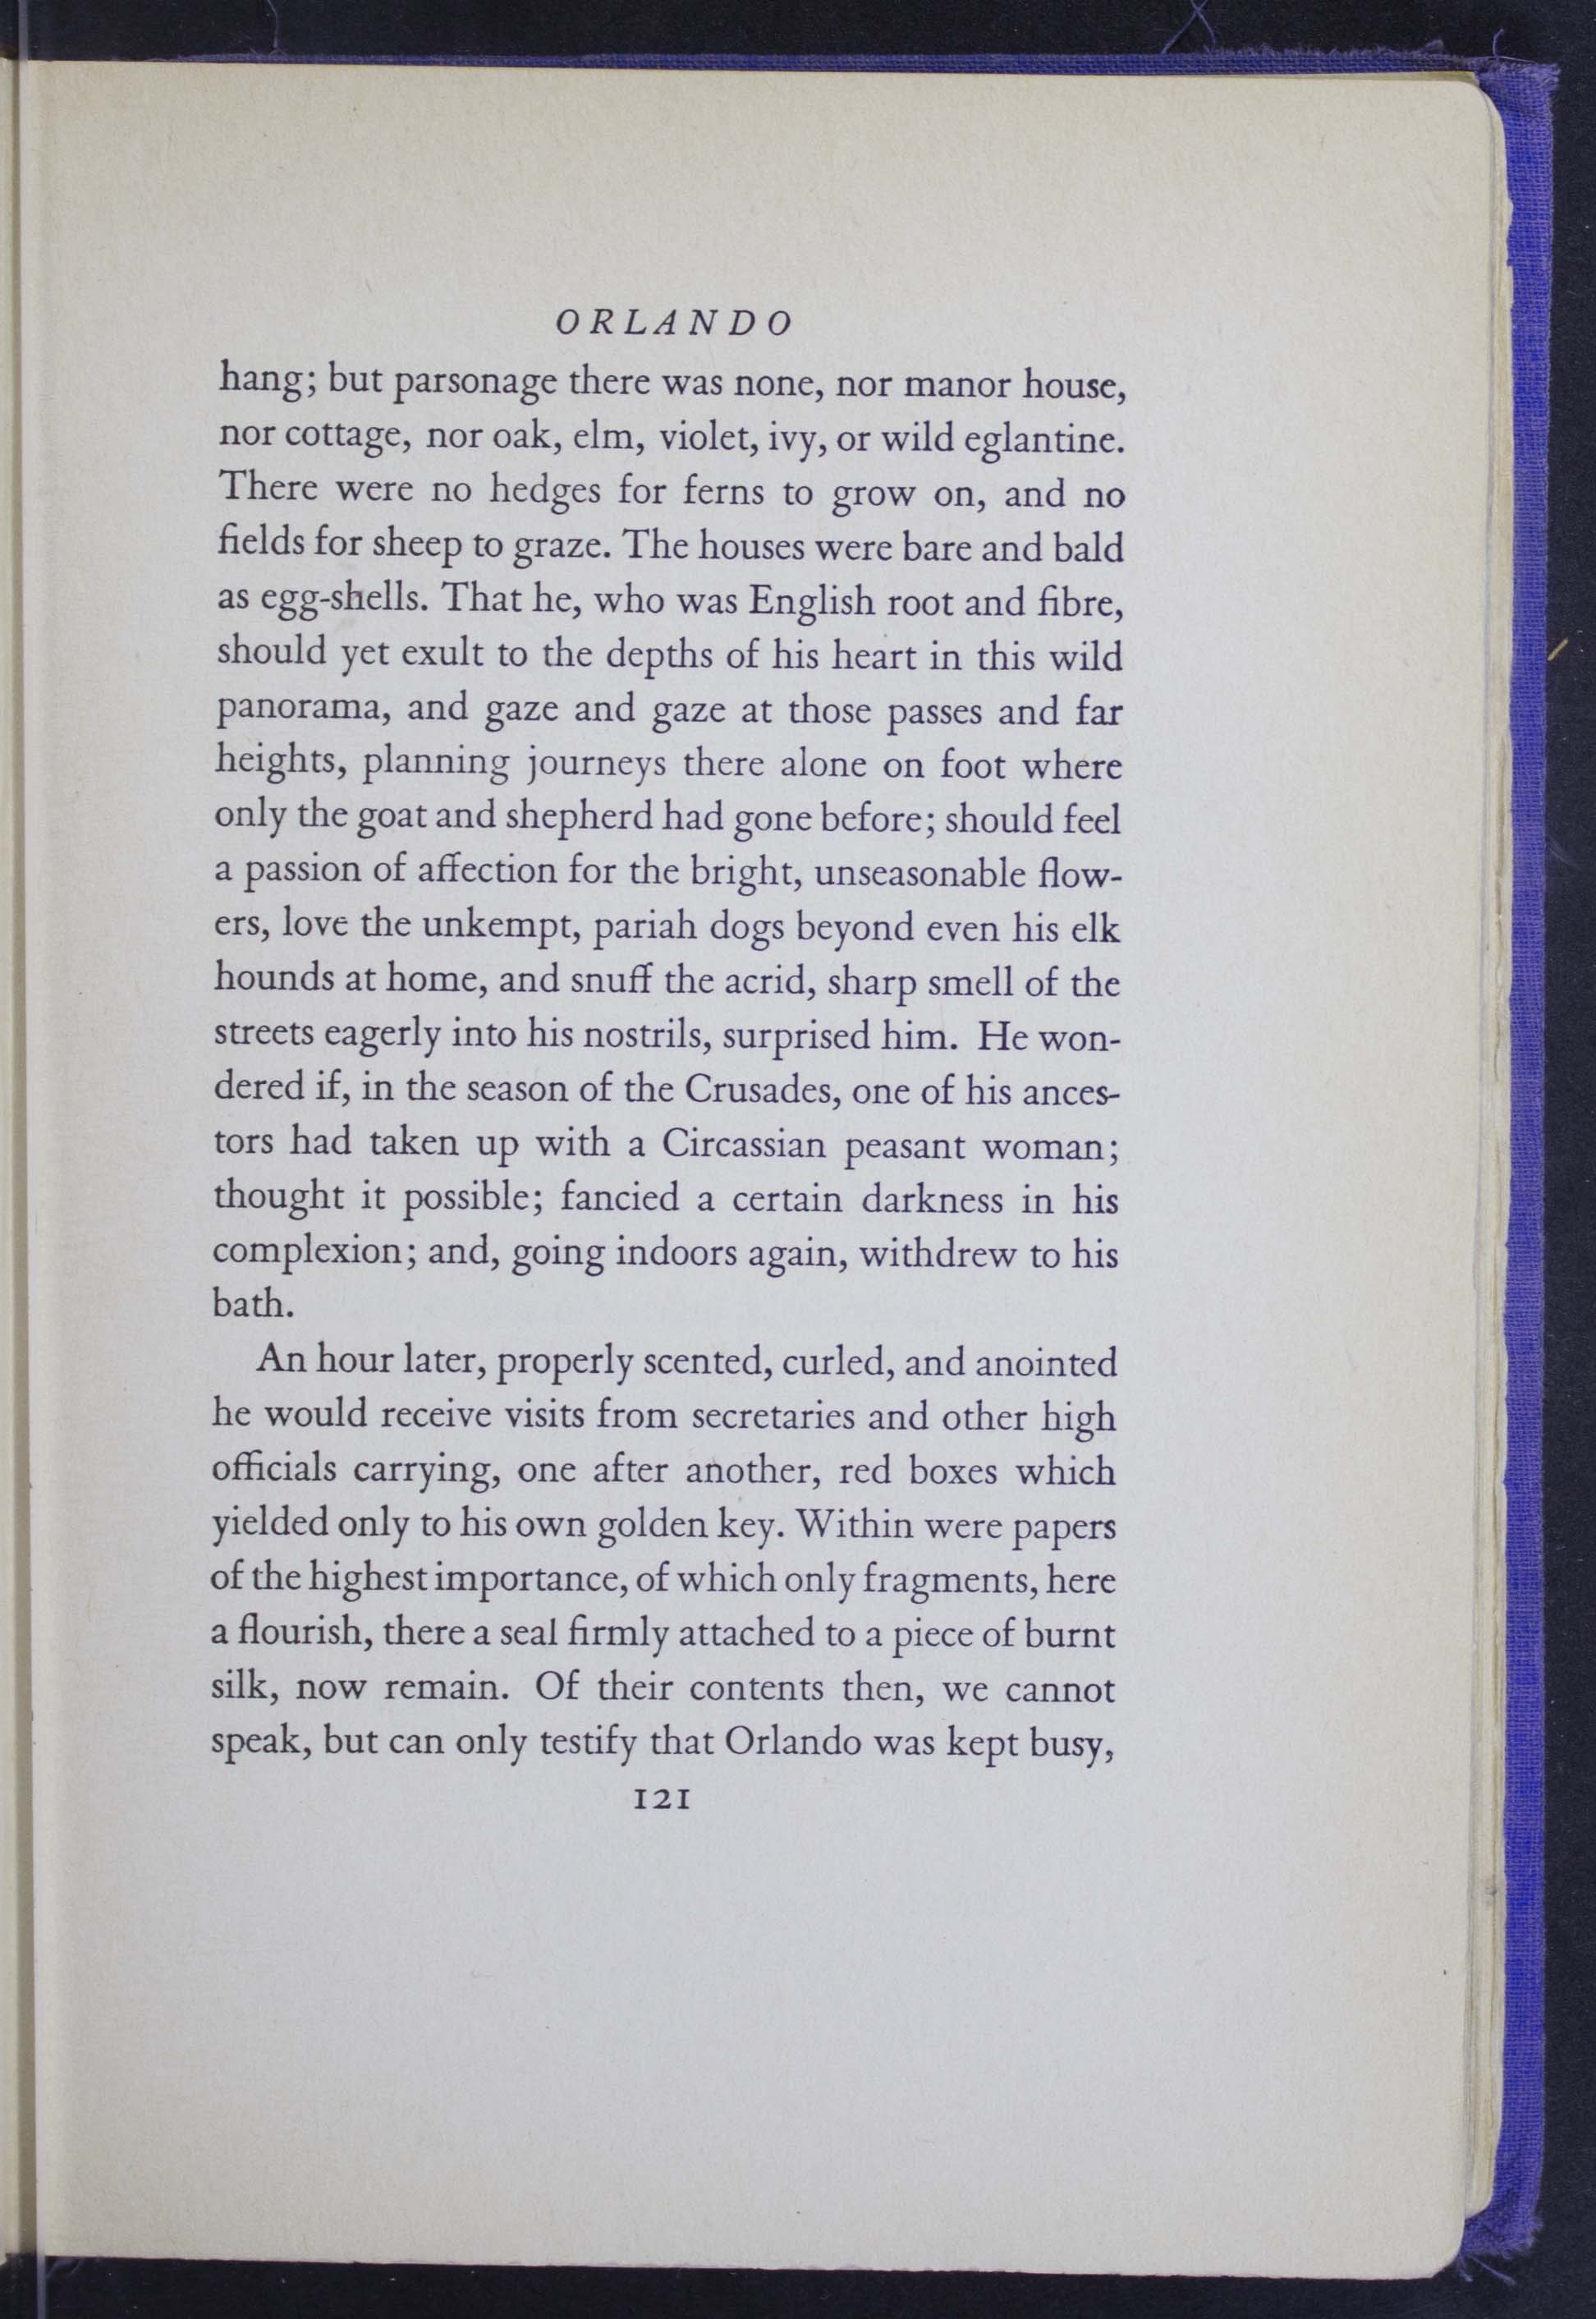 ORLANDO
hang; but parsonage there was none, nor manor house,
nor cottage, nor oak, elm, violet, ivy, or wild eglantine.
There were no hedges for ferns to grow on, and no
fields for sheep to graze. The houses were bare and bald
as egg-shells. That he, who was English root and fibre,
should yet exult to the depths of his heart in this wild
panorama, and gaze and gaze at those passes and far
heights, planning journeys there alone on foot where
only the goat and shepherd had gone before; should feel
a passion of affection for the bright, unseasonable flow-
ers, love the unkempt, pariah dogs beyond even his elk
hounds at home, and snuff the acrid, sharp smell of the
streets eagerly into his nostrils, surprised him. He won-
dered if, in the season of the Crusades, one of his ances-
tors had taken up with a Circassian peasant woman;
thought it possible; fancied a certain darkness in his
complexion; and, going indoors again, withdrew to his
bath.
An hour later, properly scented, curled, and anointed
he would receive visits from secretaries and other high
officials carrying, one after another, red boxes which
yielded only to his own golden key. Within were papers
of the highest importance, of which only fragments, here
a flourish, there a seal firmly attached to a piece of burnt
silk, now remain. Of their contents then, we cannot
speak, but can only testify that Orlando was kept busy,
121